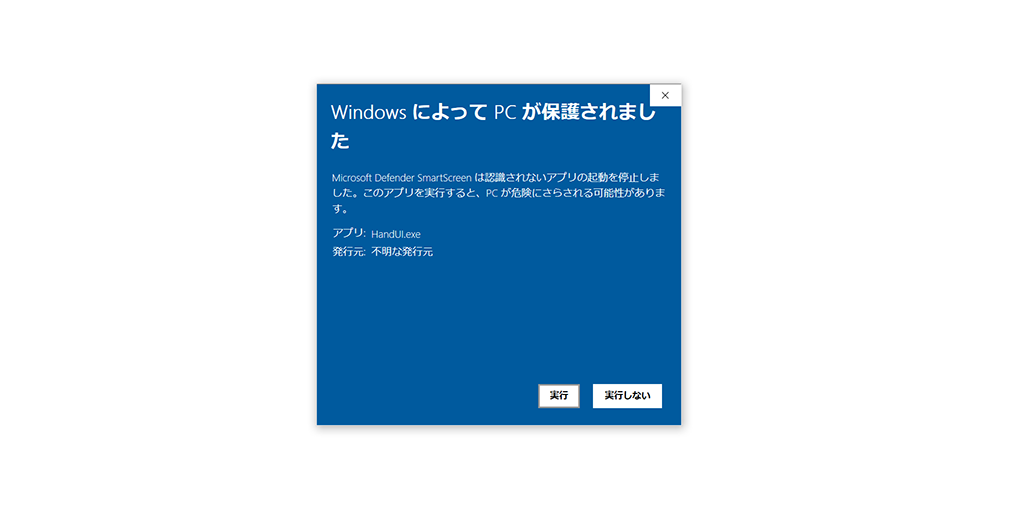 Windows によって PC が保護されまし
た
Microsoft Defender SmartScreen は認識されないアプリの起動を停止しま
した。このアプリを実行すると、PC が危険にさらされる可能性がありま
す。
アプリ: HandUI.exe
発行元: 不明な発行元
実行 実行しない